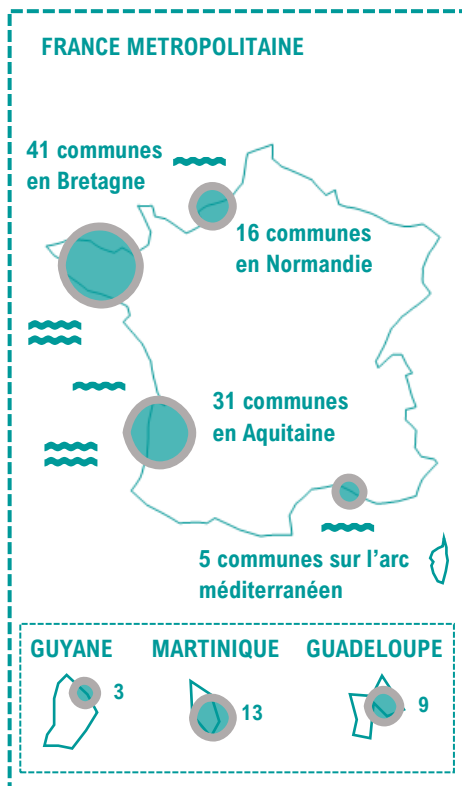 FRANCE METROPOLITAINE
41 communes
en Bretagne
16 communes
en Normandie
31 communes
en Aquitaine
5 communes sur l'arc
méditerranéen
GUYANE
3
MARTINIQUE
13
GUADELOUPE
9